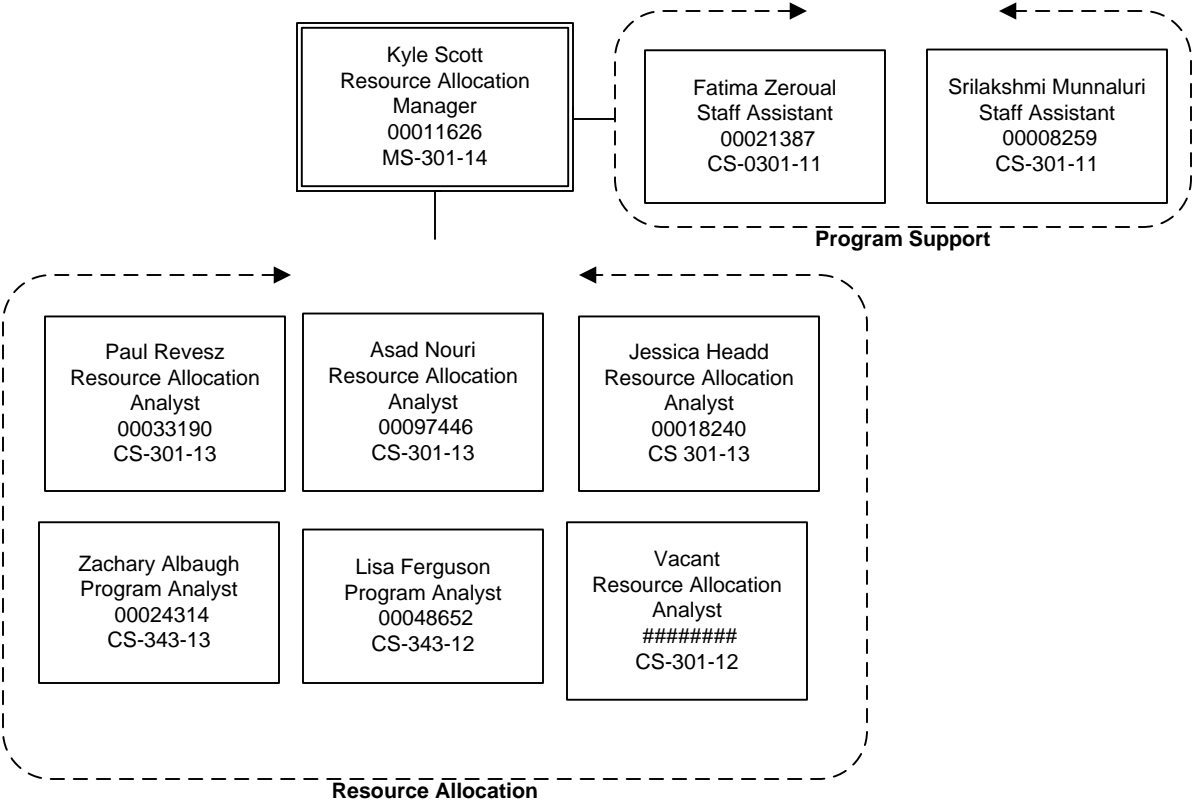 Kyle Scott
Resource Allocation
Manager
00011626
MS-301-14
Fatima Zeroual
Staff Assistant
00021387
CS-0301-11
Srilakshmi Munnaluri
Staff Assistant
00008259
CS-301-11
Program Support
Paul Revesz
Resource Allocation
Analyst
00033190
CS-301-13
Asad Nouri
Resource Allocation
Analyst
00097446
CS-301-13
Jessica Headd
Resource Allocation
Analyst
00018240
CS 301-13
Zachary Albaugh
Program Analyst
00024314
CS-343-13
Lisa Ferguson
Program Analyst
00048652
CS-343-12
Vacant
Resource Allocation
Analyst
########
CS-301-12
Resource Allocation